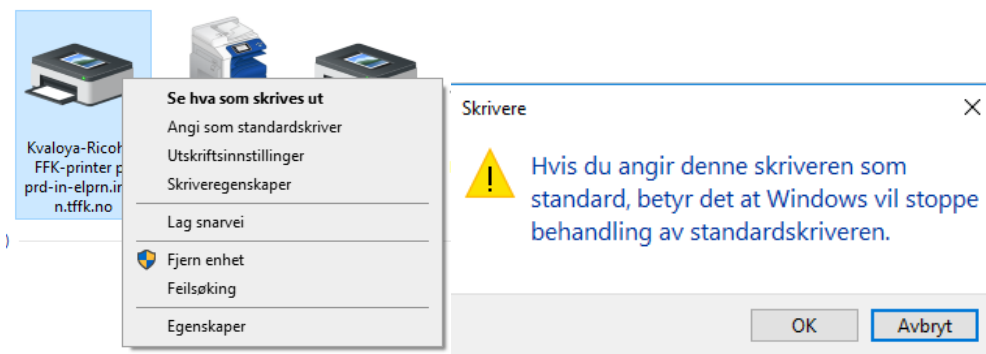 Kvaloya-Ricoh
FFK-printer p
prd-in-elprn.in
n.tffk.no
)
Se hva som skrives ut
Angi som standardskriver
Utskriftsinnstillinger
Skriveregenskaper
Lag snarvei
Fjern enhet
Feilsøking
Egenskaper
Skrivere
Hvis du angir denne skriveren som
standard, betyr det at Windows vil stoppe
behandling av standardskriveren.
OK
Avbryt